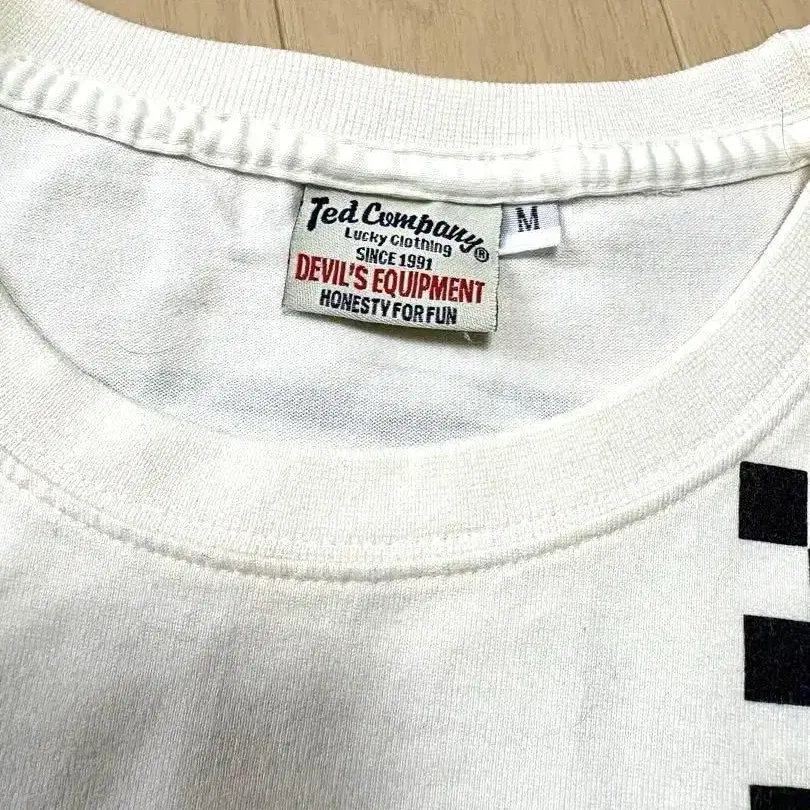 Ted Company®
Lucky Clothing
SINCE 1991
DEVIL'S EQUIPMENT
HONESTY FOR FUN
M